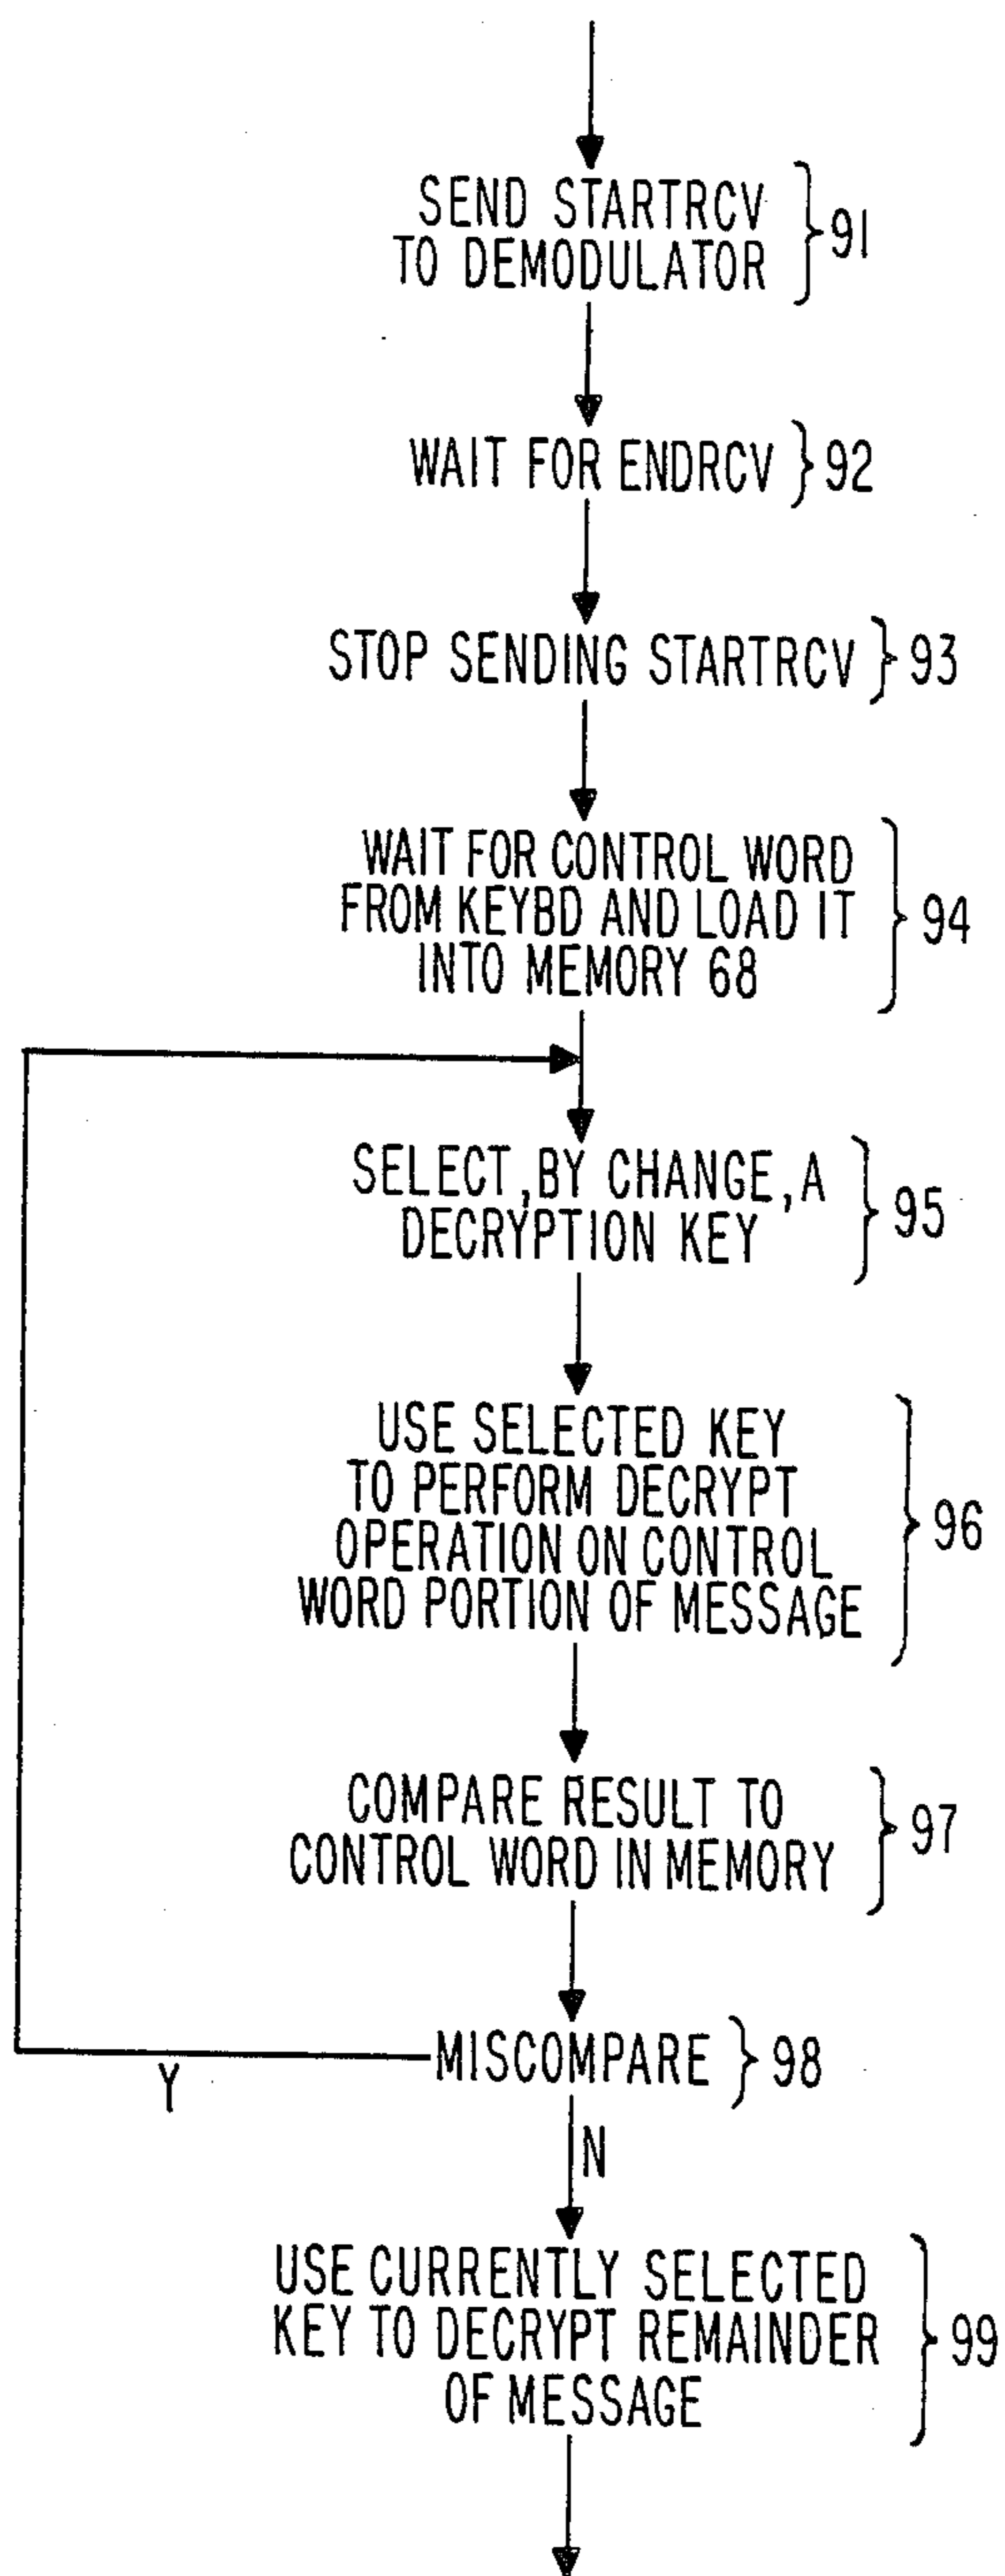 SEND STARTRCV
TO DEMODULATOR
91
WAIT FOR ENDRCV
92
STOP SENDING STARTRCV
93
WAIT FOR CONTROL WORD
FROM KEYBD AND LOAD IT
INTO MEMORY 68
94
SELECT, BY CHANGE, A
DECRYPTION KEY
95
USE SELECTED KEY
TO PERFORM DECRYPT
OPERATION ON CONTROL
WORD PORTION OF MESSAGE
96
COMPARE RESULT TO
CONTROL WORD IN MEMORY
97
MISCOMPARE
98
Y
N
USE CURRENTLY SELECTED
KEY TO DECRYPT REMAINDER
OF MESSAGE
99